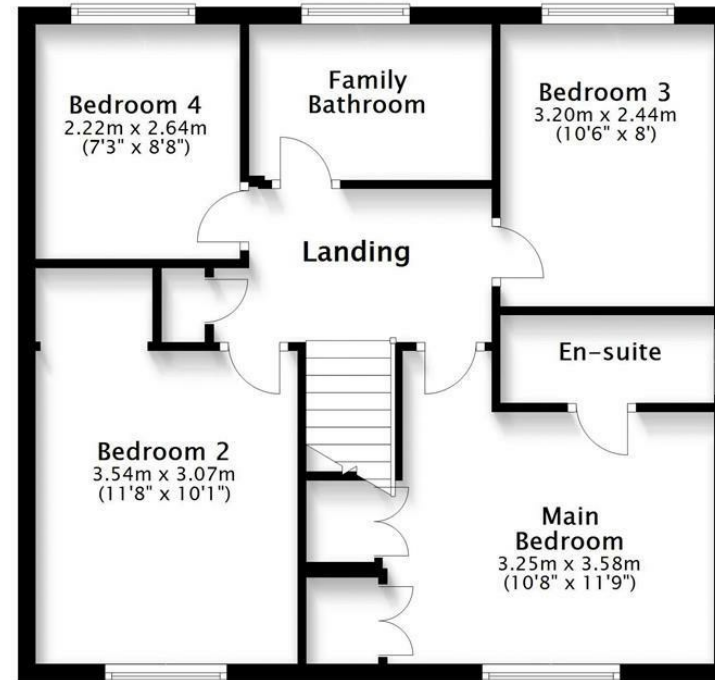 Bedroom 4
2.22m x 2.64m
(7'3" x 8'8")
Family
Bathroom
Bedroom 3
3.20m x 2.44m
(10'6" x 8')
Landing
En-suite
Bedroom 2
3.54m x 3.07m
(11'8" x 10'1")
Main
Bedroom
3.25m x 3.58m
(10'8" x 11'9")